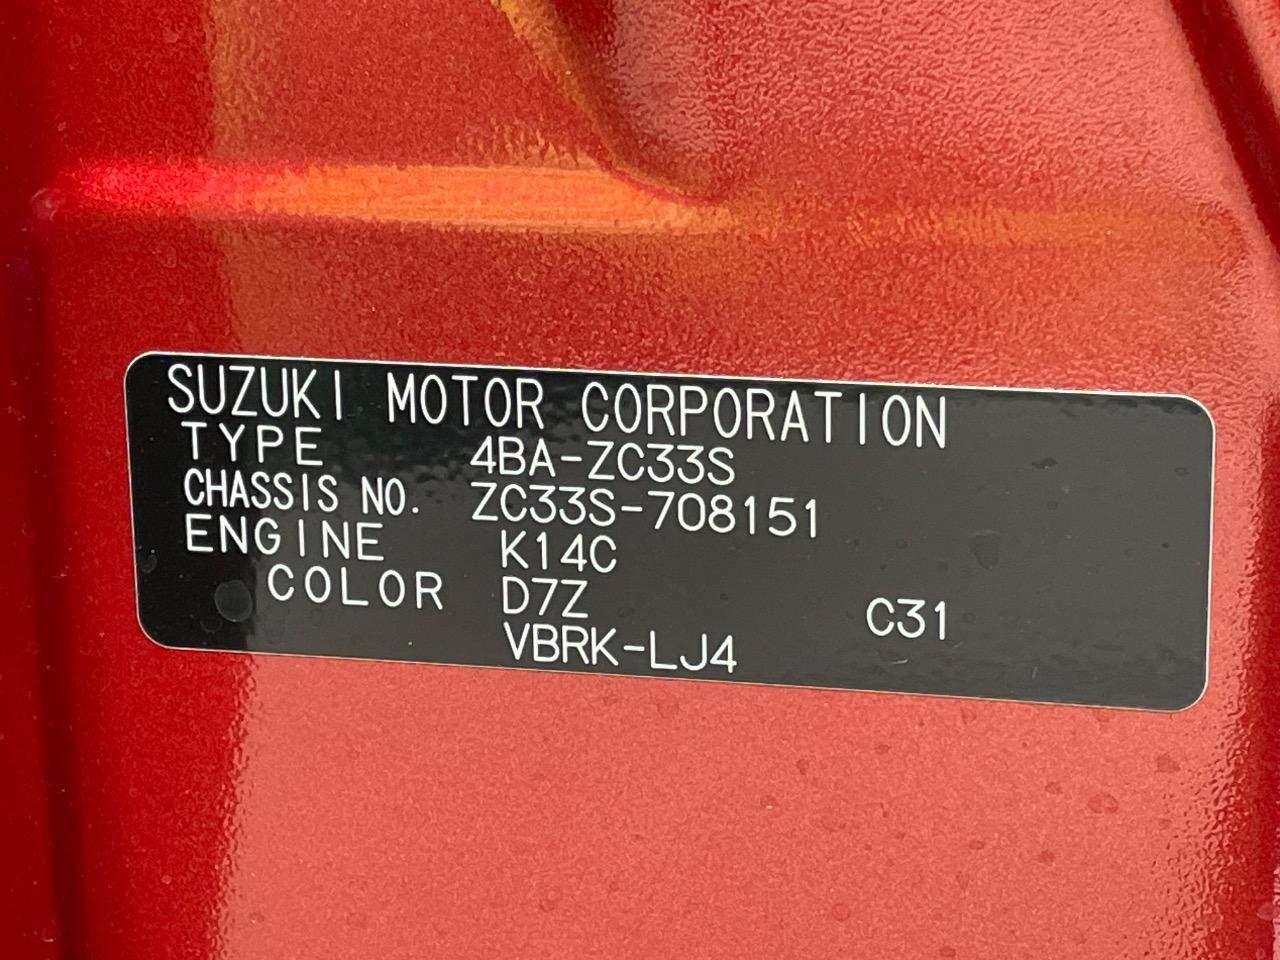 SUZUKI MOTOR CORPORATION
TYPE 4BA-ZC33S
CHASSIS NO. ZC33S-708151
ENGINE K14C
COLOR D7Z C31
VBRK-LJ4